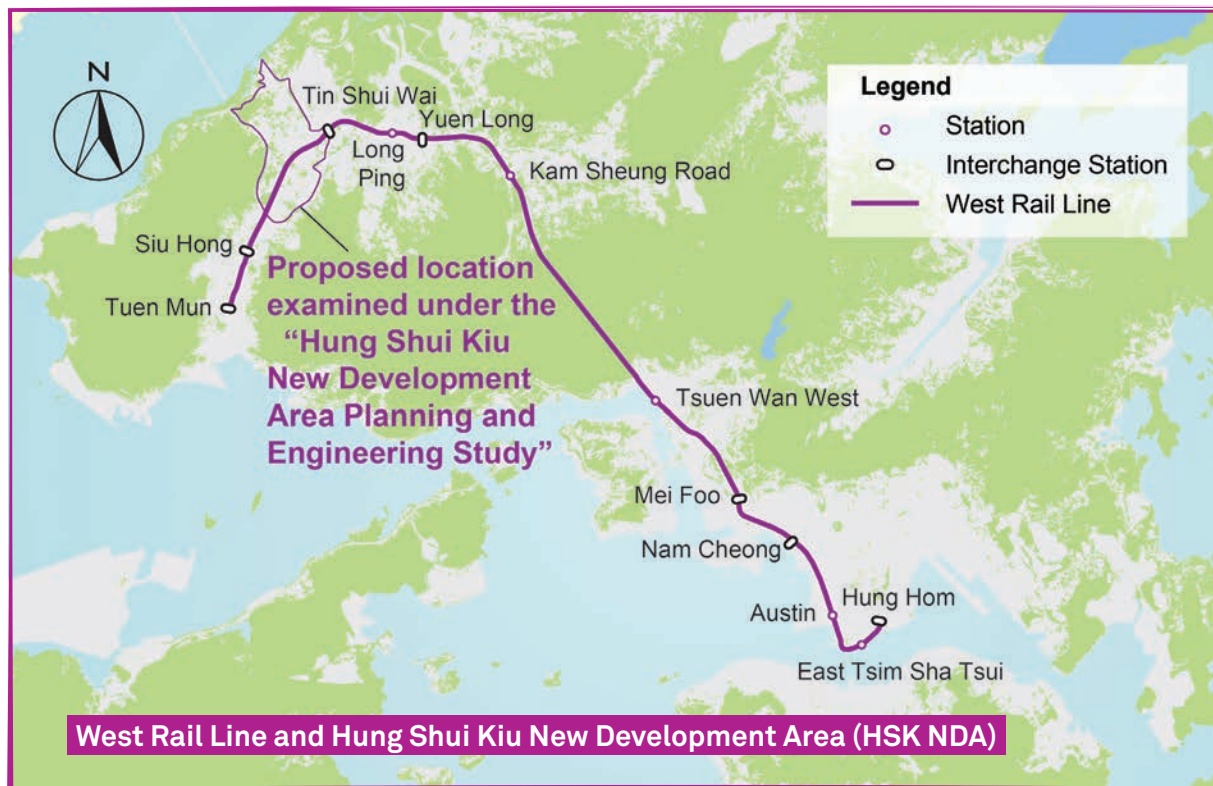 N
Legend
Station
Interchange Station
West Rail Line
Tin Shui Wai
Yuen Long
Long
Ping
Kam Sheung Road
Siu Hong
Tuen Mun
Proposed location
examined under the
“Hung Shui Kiu
New Development
Area Planning and
Engineering Study”
Tsuen Wan West
Mei Foo
Nam Cheong
Austin
Hung Hom
East Tsim Sha Tsui
West Rail Line and Hung Shui Kiu New Development Area (HSK NDA)